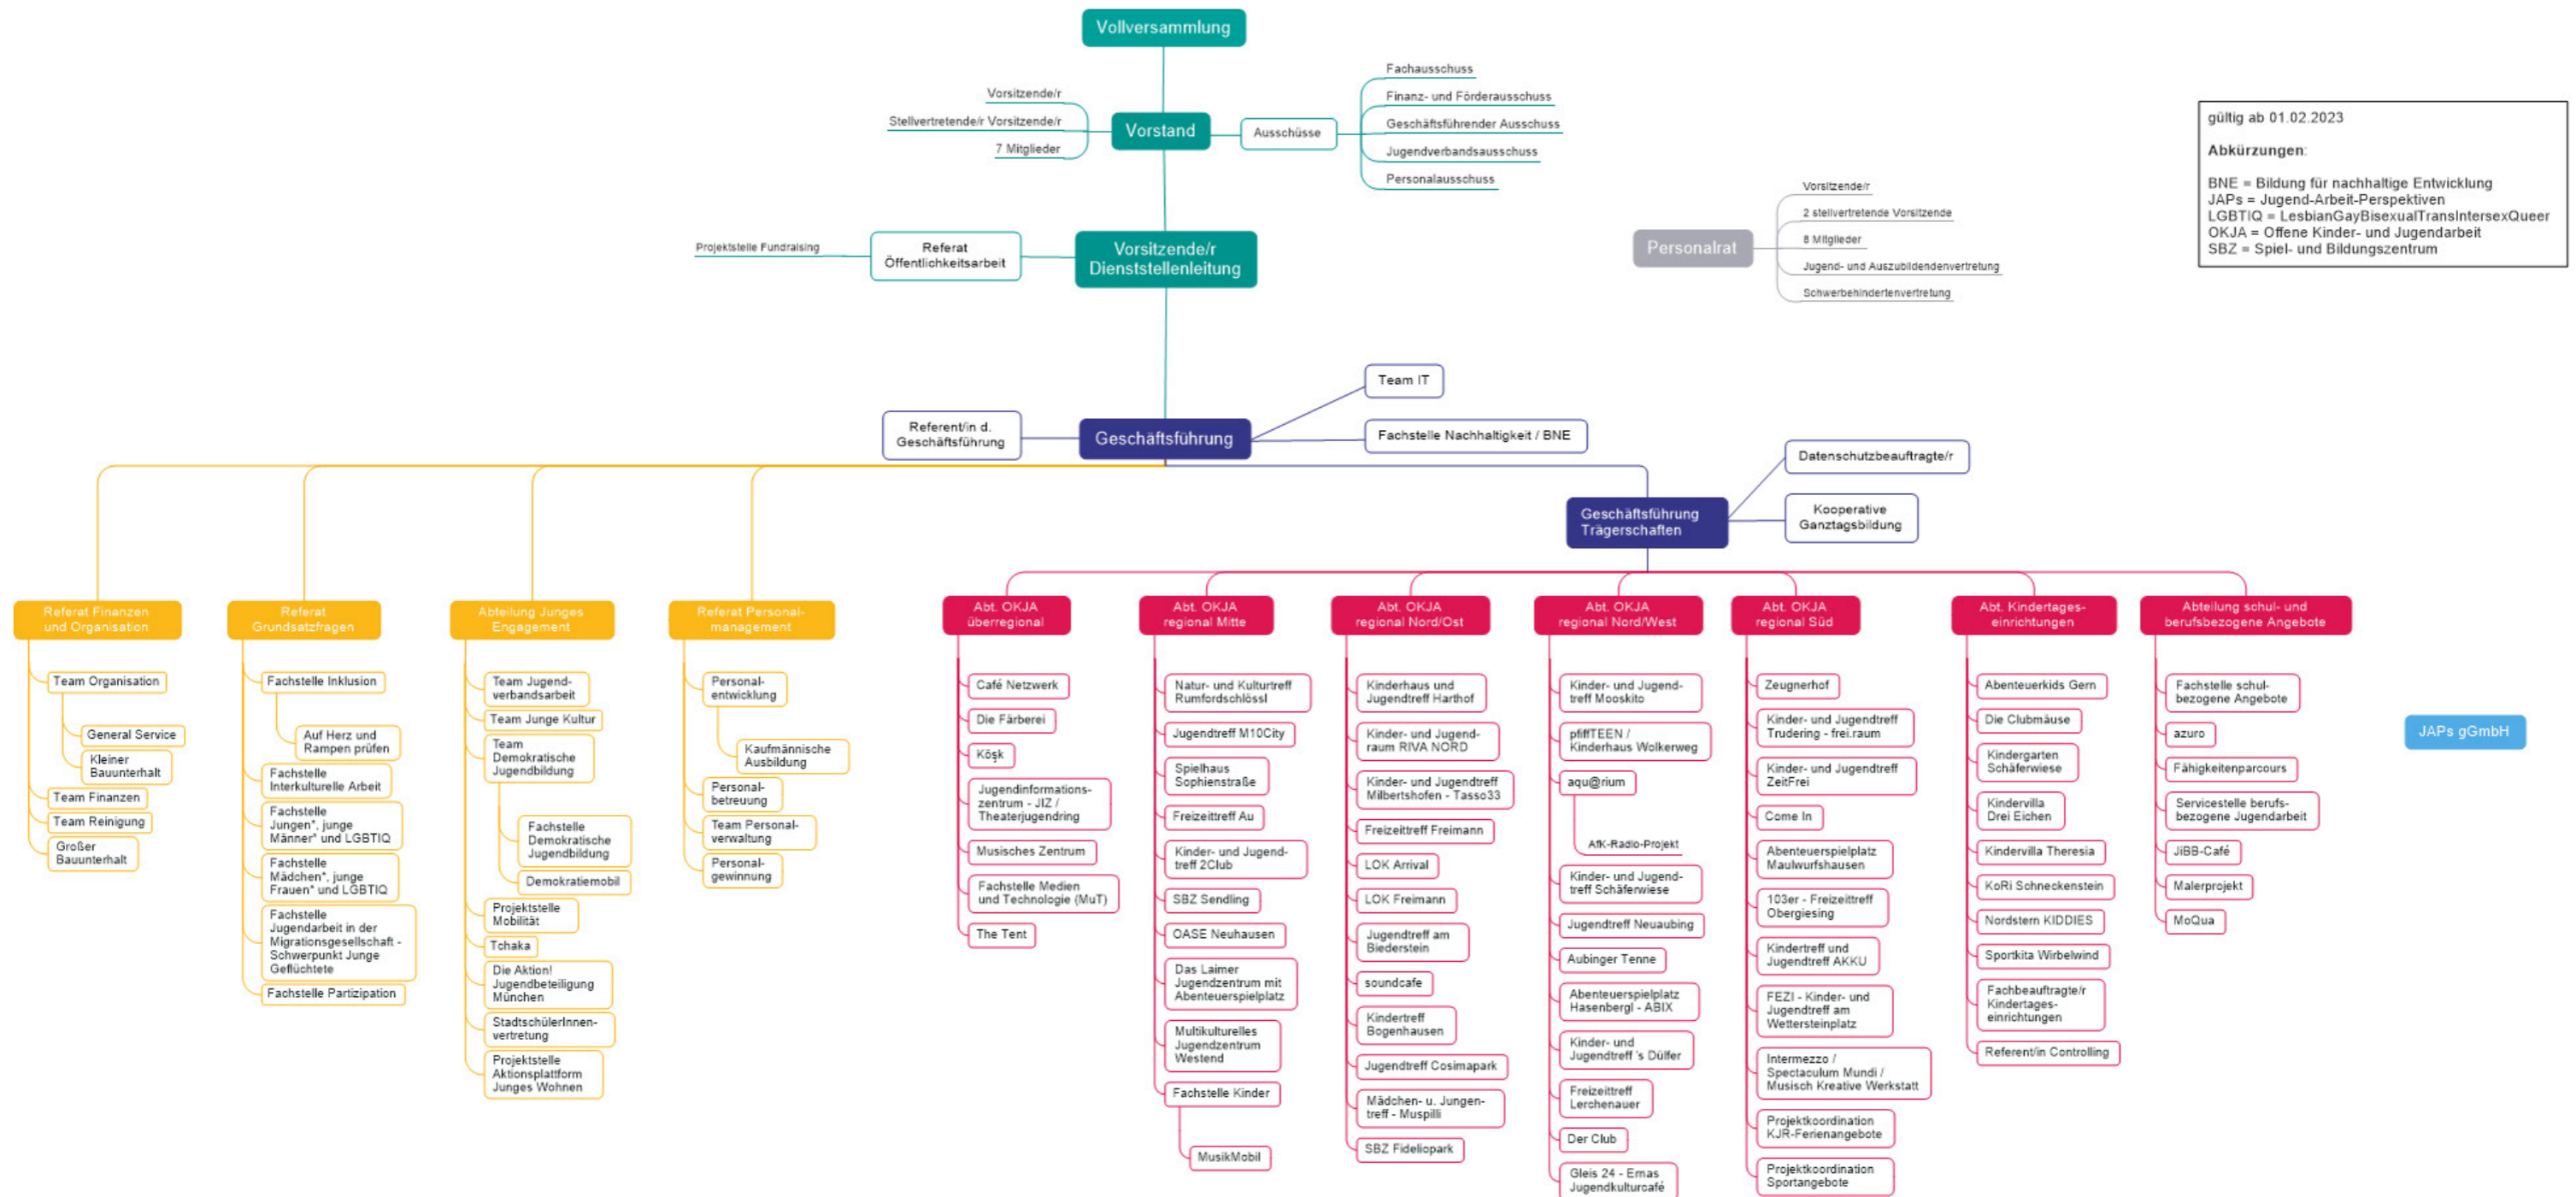 Vollversammlung
Vorsitzende/r
Stellvertretende/r Vorsitzende/r
7 Mitglieder
Vorstand
Ausschüsse
Fachausschuss
Finanz- und Förderausschuss
Geschäftsführender Ausschuss
Jugendverbandsausschuss
Personalausschuss
gültig ab 01.02.2023
Abkürzungen:
BNE = Bildung für nachhaltige Entwicklung
JAPs = Jugend-Arbeit-Perspektiven
LGBTIQ = LesbianGayBisexualTransIntersexQueer
OKJA = Offene Kinder- und Jugendarbeit
SBZ = Spiel- und Bildungszentrum
Projektstelle Fundraising
Referat
Öffentlichkeitsarbeit
Vorsitzende/r
Dienststellenleitung
Personalrat
Vorsitzende/r
2 stellvertretende Vorsitzende
8 Mitglieder
Jugend- und Auszubildendenvertretung
Schwerbehindertenvertretung
Referent/in d.
Geschäftsführung
Geschäftsführung
Team IT
Fachstelle Nachhaltigkeit / BNE
Geschäftsführung
Trägerschaften
Datenschutzbeauftragte/r
Kooperative
Ganztagsbildung
Referat Finanzen
und Organisation
Team Organisation
General Service
Kleiner
Bauunterhalt
Team Finanzen
Team Reinigung
Großer
Bauunterhalt
Referat
Grundsatzfragen
Fachstelle Inklusion
Auf Herz und
Rampen prüfen
Fachstelle
Interkulturelle Arbeit
Fachstelle
Jungen*, junge
Männer* und LGBTIQ
Fachstelle
Mädchen*, junge
Frauen* und LGBTIQ
Fachstelle
Jugendarbeit in der
Migrationsgesellschaft -
Schwerpunkt Junge
Geflüchtete
Fachstelle Partizipation
Abteilung Junges
Engagement
Team Jugend-
verbandsarbeit
Team Junge Kultur
Team
Demokratische
Jugendbildung
Fachstelle
Demokratische
Jugendbildung
Demokratiemobil
Projektstelle
Mobilität
Tchaka
Die Aktion!
Jugendbeteiligung
München
StadtschülerInnen-
vertretung
Projektstelle
Aktionsplattform
Junges Wohnen
Referat Personal-
management
Personal-
entwicklung
Kaufmännische
Ausbildung
Personal-
betreuung
Team Personal-
verwaltung
Personal-
gewinnung
Abt. OKJA
überregional
Café Netzwerk
Die Färberei
Köşk
Jugendinformations-
zentrum - JIZ /
Theaterjugendring
Musisches Zentrum
Fachstelle Medien
und Technologie (MuT)
The Tent
Abt. OKJA
regional Mitte
Natur- und Kulturtreff
Rumfordschlössl
Jugendtreff M10City
Spielhaus
Sophienstraße
Freizeittreff Au
Kinder- und Jugend-
treff 2Club
SBZ Sendling
OASE Neuhausen
Das Laimer
Jugendzentrum mit
Abenteuerspielplatz
Multikulturelles
Jugendzentrum
Westend
Fachstelle Kinder
MusikMobil
Abt. OKJA
regional Nord/Ost
Kinderhaus und
Jugendtreff Harthof
Kinder- und Jugend-
raum RIVA NORD
Kinder- und Jugendtreff
Milbertshofen - Tasso33
Freizeittreff Freimann
LOK Arrival
LOK Freimann
Jugendtreff am
Biederstein
soundcafe
Kindertreff
Bogenhausen
Jugendtreff Cosimapark
Mädchen- u. Jungen-
treff - Muspilli
SBZ Fideliopark
Abt. OKJA
regional Nord/West
Kinder- und Jugend-
treff Mooskito
pfiffTEEN /
Kinderhaus Wolkerweg
aqu@rium
AfK-Radio-Projekt
Kinder- und Jugend-
treff Schäferwiese
Jugendtreff Neuaubing
Aubinger Tenne
Abenteuerspielplatz
Hasenbergl - ABIX
Kinder- und
Jugendtreff 's Dülfer
Freizeittreff
Lerchenauer
Der Club
Gleis 24 - Ernas
Jugendkulturcafé
Abt. OKJA
regional Süd
Zeugnerhof
Kinder- und Jugendtreff
Trudering - frei.raum
Kinder- und Jugendtreff
ZeitFrei
Come In
Abenteuerspielplatz
Maulwurfshausen
103er - Freizeittreff
Obergiesing
Kindertreff und
Jugendtreff AKKU
FEZI - Kinder- und
Jugendtreff am
Wettersteinplatz
Intermezzo /
Spectaculum Mundi /
Musisch Kreative Werkstatt
Projektkoordination
KJR-Ferienangebote
Projektkoordination
Sportangebote
Abt. Kindertages-
einrichtungen
Abenteuerkids Gern
Die Clubmäuse
Kindergarten
Schäferwiese
Kindervilla
Drei Eichen
Kindervilla Theresia
KoRi Schneckenstein
Nordstern KIDDIES
Sportkita Wirbelwind
Fachbeauftragte/r
Kindertages-
einrichtungen
Referent/in Controlling
Abteilung schul- und
berufsbezogene Angebote
Fachstelle schul-
bezogene Angebote
azuro
Fähigkeitenparcours
Servicestelle berufs-
bezogene Jugendarbeit
JiBB-Café
Malerprojekt
MoQua
JAPs gGmbH